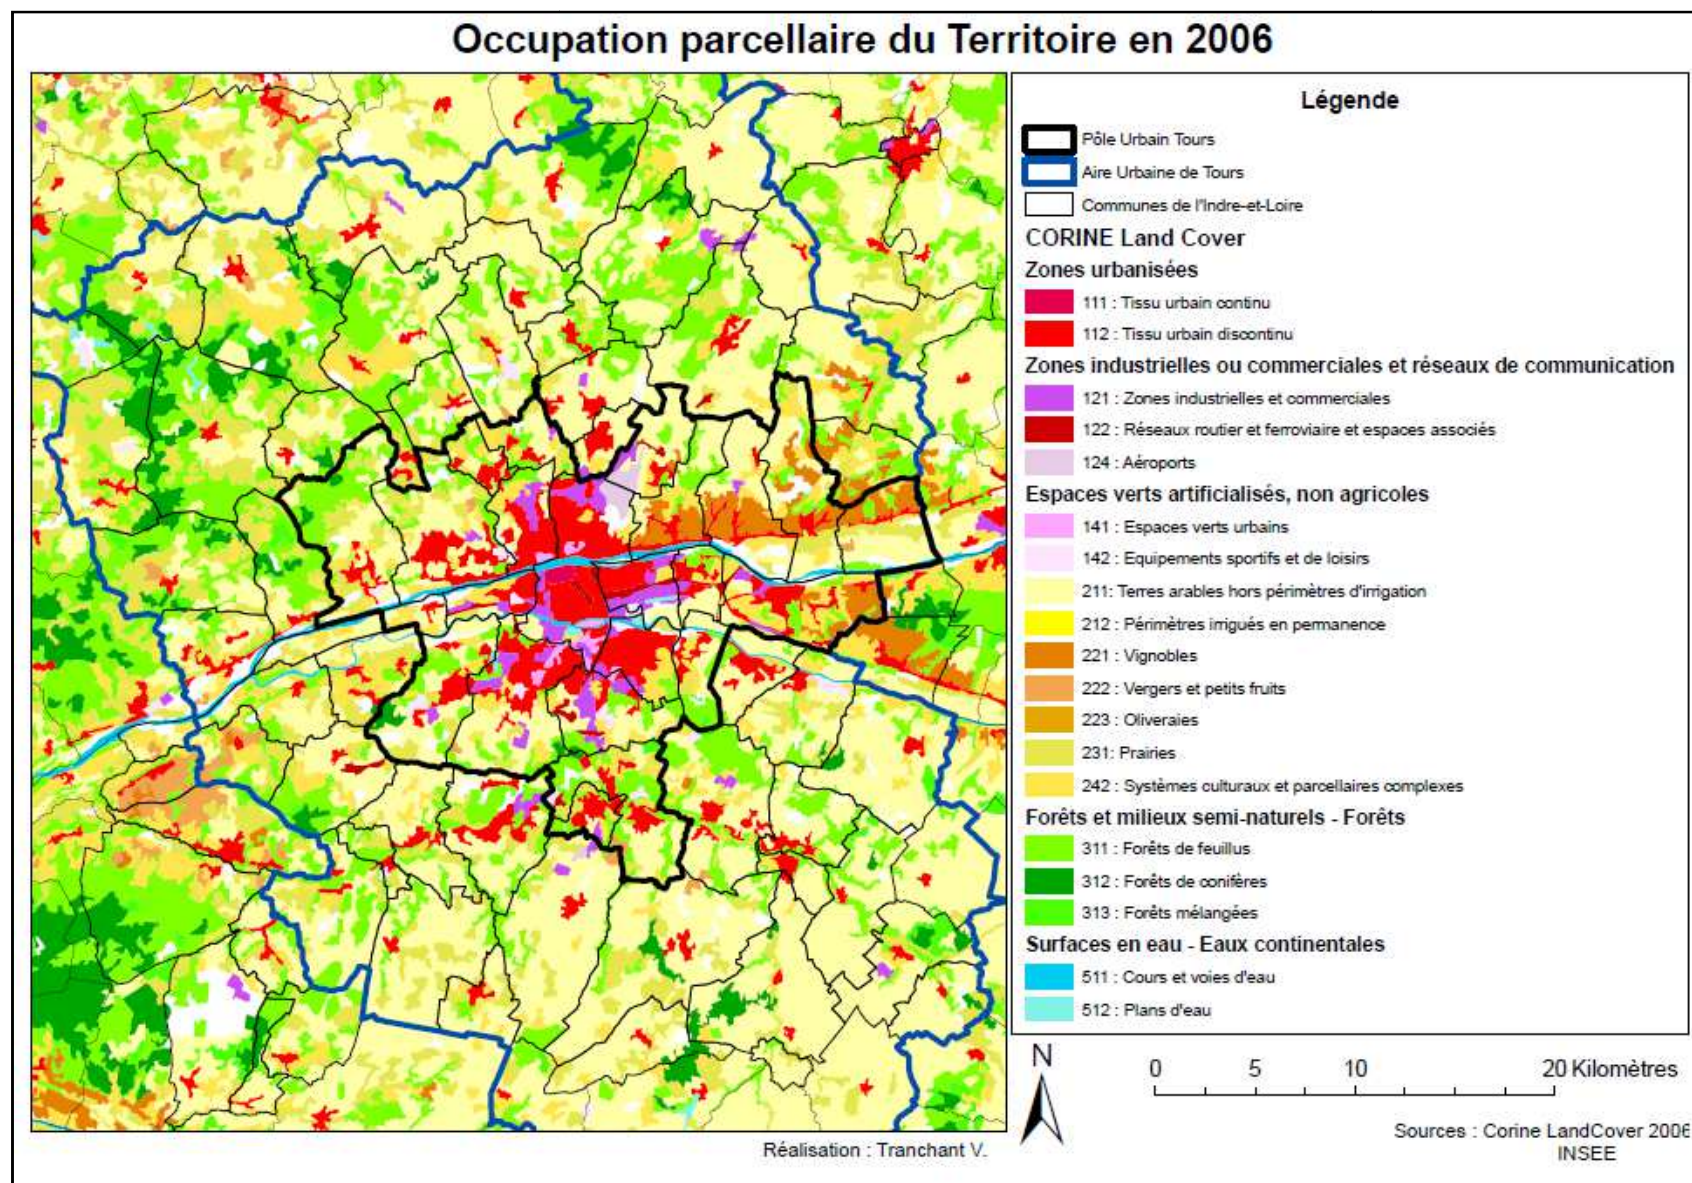 Occupation parcellaire du Territoire en 2006
Légende
Pôle Urbain Tours
Aire Urbaine de Tours
Communes de l'Indre-et-Loire
CORINE Land Cover
Zones urbanisées
111 : Tissu urbain continu
112 : Tissu urbain discontinu
Zones industrielles ou commerciales et réseaux de communication
121 : Zones industrielles et commerciales
122 : Réseaux routier et ferroviaire et espaces associés
124 : Aéroports
Espaces verts artificialisés, non agricoles
141 : Espaces verts urbains
142 : Equipements sportifs et de loisirs
211: Terres arables hors périmètres d'irrigation
212 : Périmètres irrigués en permanence
221 : Vignobles
222 : Vergers et petits fruits
223 : Oliveraies
231: Prairies
242 : Systèmes culturaux et parcellaires complexes
Forêts et milieux semi-naturels - Forêts
311 : Forêts de feuillus
312 : Forêts de conifères
313 : Forêts mélangées
Surfaces en eau - Eaux continentales
511 : Cours et voies d'eau
512 : Plans d'eau
N
0 5 10 20 Kilomètres
Sources : Corine LandCover 2006
INSEE
Réalisation : Tranchant V.